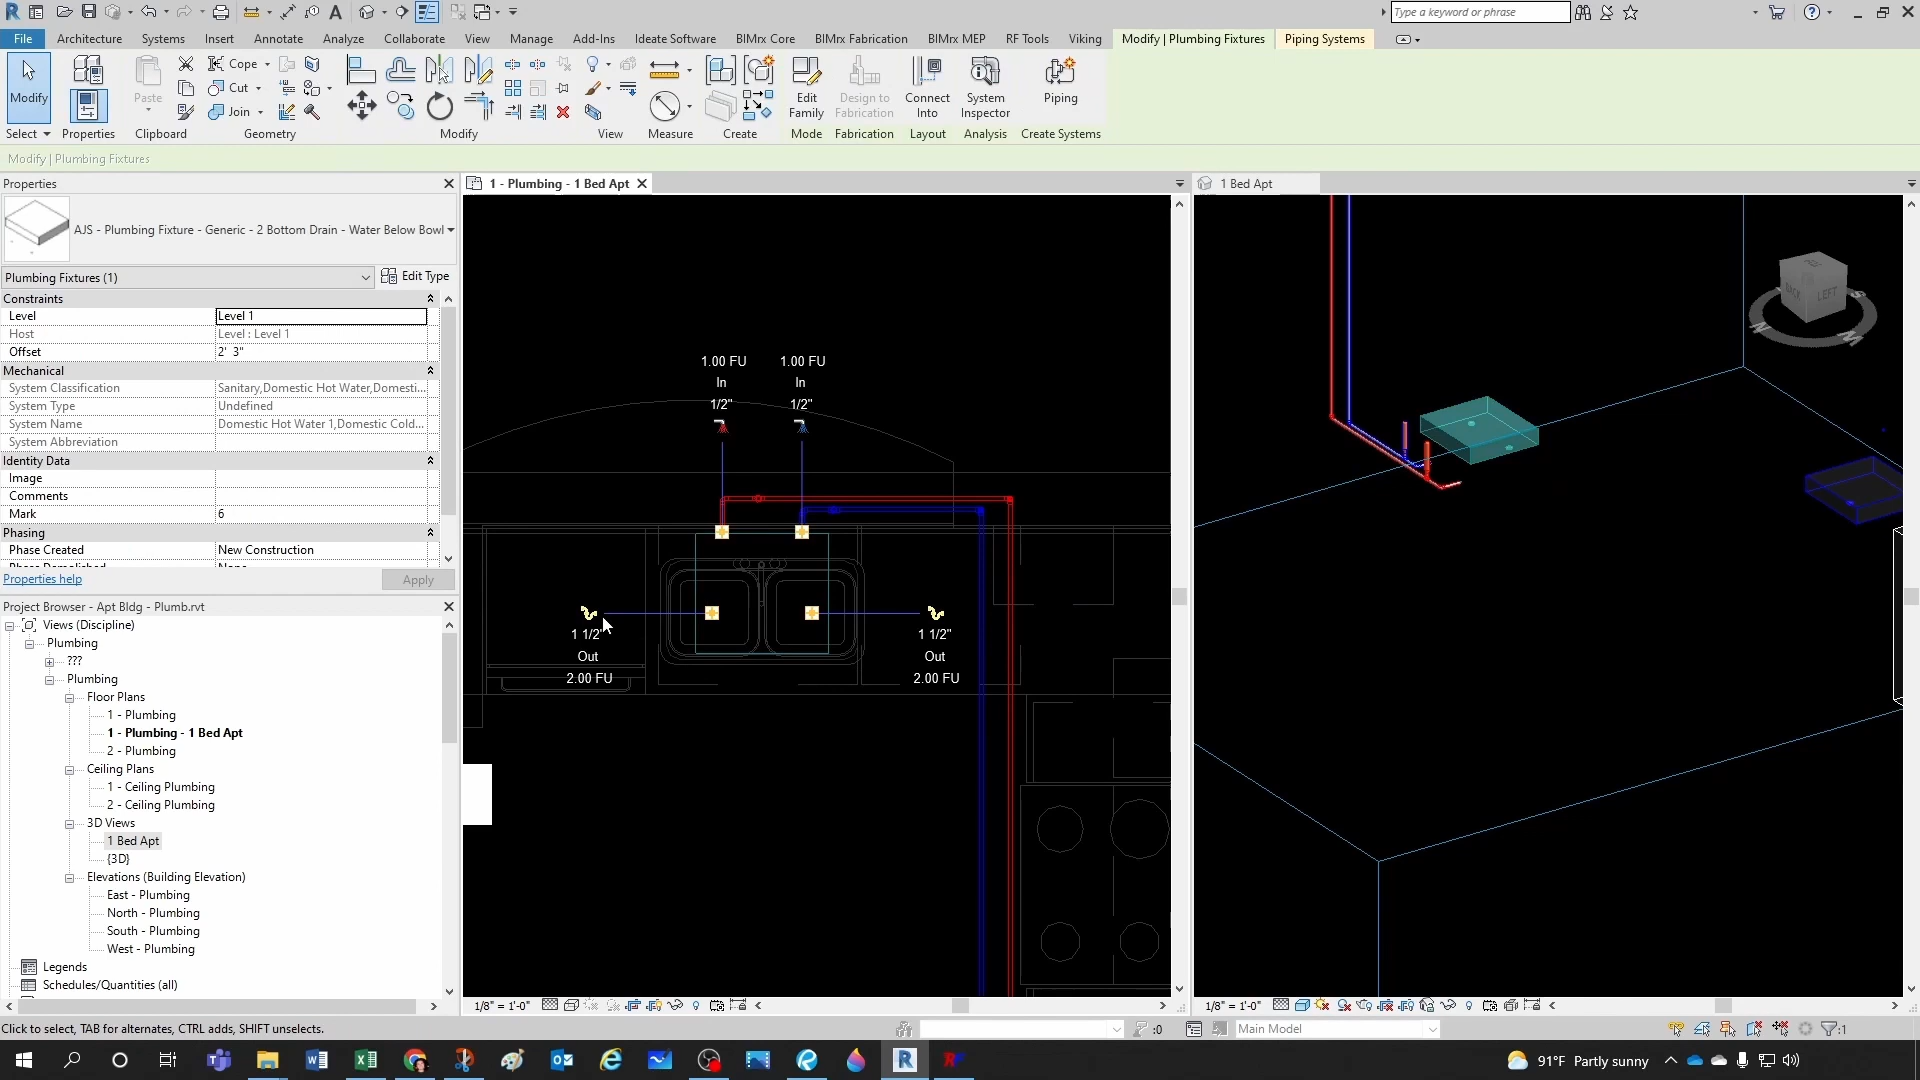 Type a keyword or phrase
File Architecture Systems Insert Annotate Analyze Collaborate View Manage Add-Ins Ideate Software BIMrx Core BIMrx Fabrication BIMrx MEP RF Tools Viking Modify | Plumbing Fixtures Piping Systems
Modify
Paste
Cope
Cut
Join
Edit Family
Design to Fabrication
Connect Into
System Inspector
Piping
Select Properties Clipboard Geometry Modify View Measure Create Mode Fabrication Layout Analysis Create Systems
Modify | Plumbing Fixtures
Properties
AJS - Plumbing Fixture - Generic - 2 Bottom Drain - Water Below Bowl
Plumbing Fixtures (1)
Edit Type
Constraints
Level Level 1
Host Level : Level 1
Offset 2' 3"
Mechanical
System Classification Sanitary,Domestic Hot Water,Domesti...
System Type Undefined
System Name Domestic Hot Water 1,Domestic Cold...
System Abbreviation
Identity Data
Image
Comments
Mark 6
Phasing
Phase Created New Construction
Properties help
Apply
Project Browser - Apt Bldg - Plumb.rvt
Views (Discipline)
Plumbing
???
Plumbing
Floor Plans
1 - Plumbing
1 - Plumbing - 1 Bed Apt
2 - Plumbing
Ceiling Plans
1 - Ceiling Plumbing
2 - Ceiling Plumbing
3D Views
1 Bed Apt
{3D}
Elevations (Building Elevation)
East - Plumbing
North - Plumbing
South - Plumbing
West - Plumbing
Legends
Schedules/Quantities (all)
1 - Plumbing - 1 Bed Apt
1.00 FU 1.00 FU
In In
1/2" 1/2"
1 1/2" 1 1/2"
Out Out
2.00 FU 2.00 FU
1/8" = 1'-0"
1 Bed Apt
BACK LEFT
N
1/8" = 1'-0"
Click to select, TAB for alternates, CTRL adds, SHIFT unselects.
:0
Main Model
:1
91°F Partly sunny